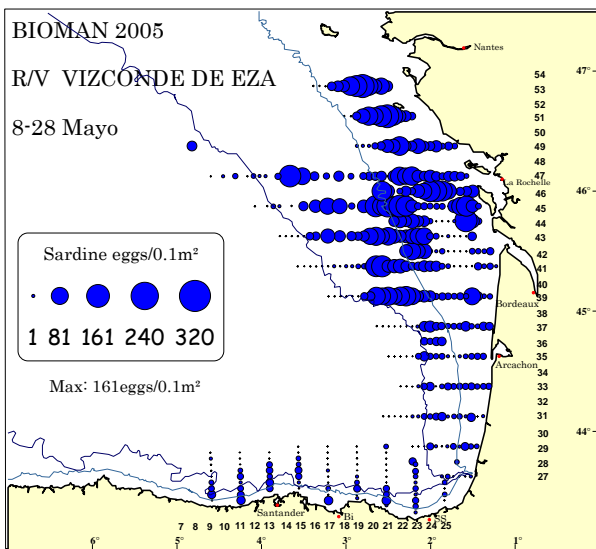 BIOMAN 2005
R/V VIZCONDE DE EZA
8-28 Mayo
Sardine eggs/0.1m²
1 81 161 240 320
Max: 161eggs/0.1m²
Nantes
La Rochelle
Bordeaux
Arcachon
Santander
Bi
SS
47°
46°
45°
44°
54
53
52
51
50
49
48
47
46
45
44
43
42
41
40
39
38
37
36
35
34
33
32
31
30
29
28
27
7 8 9 10 11 12 13 14 15 16 17 18 19 20 21 22 23 24 25
6° 5° 4° 3° 2° 1°